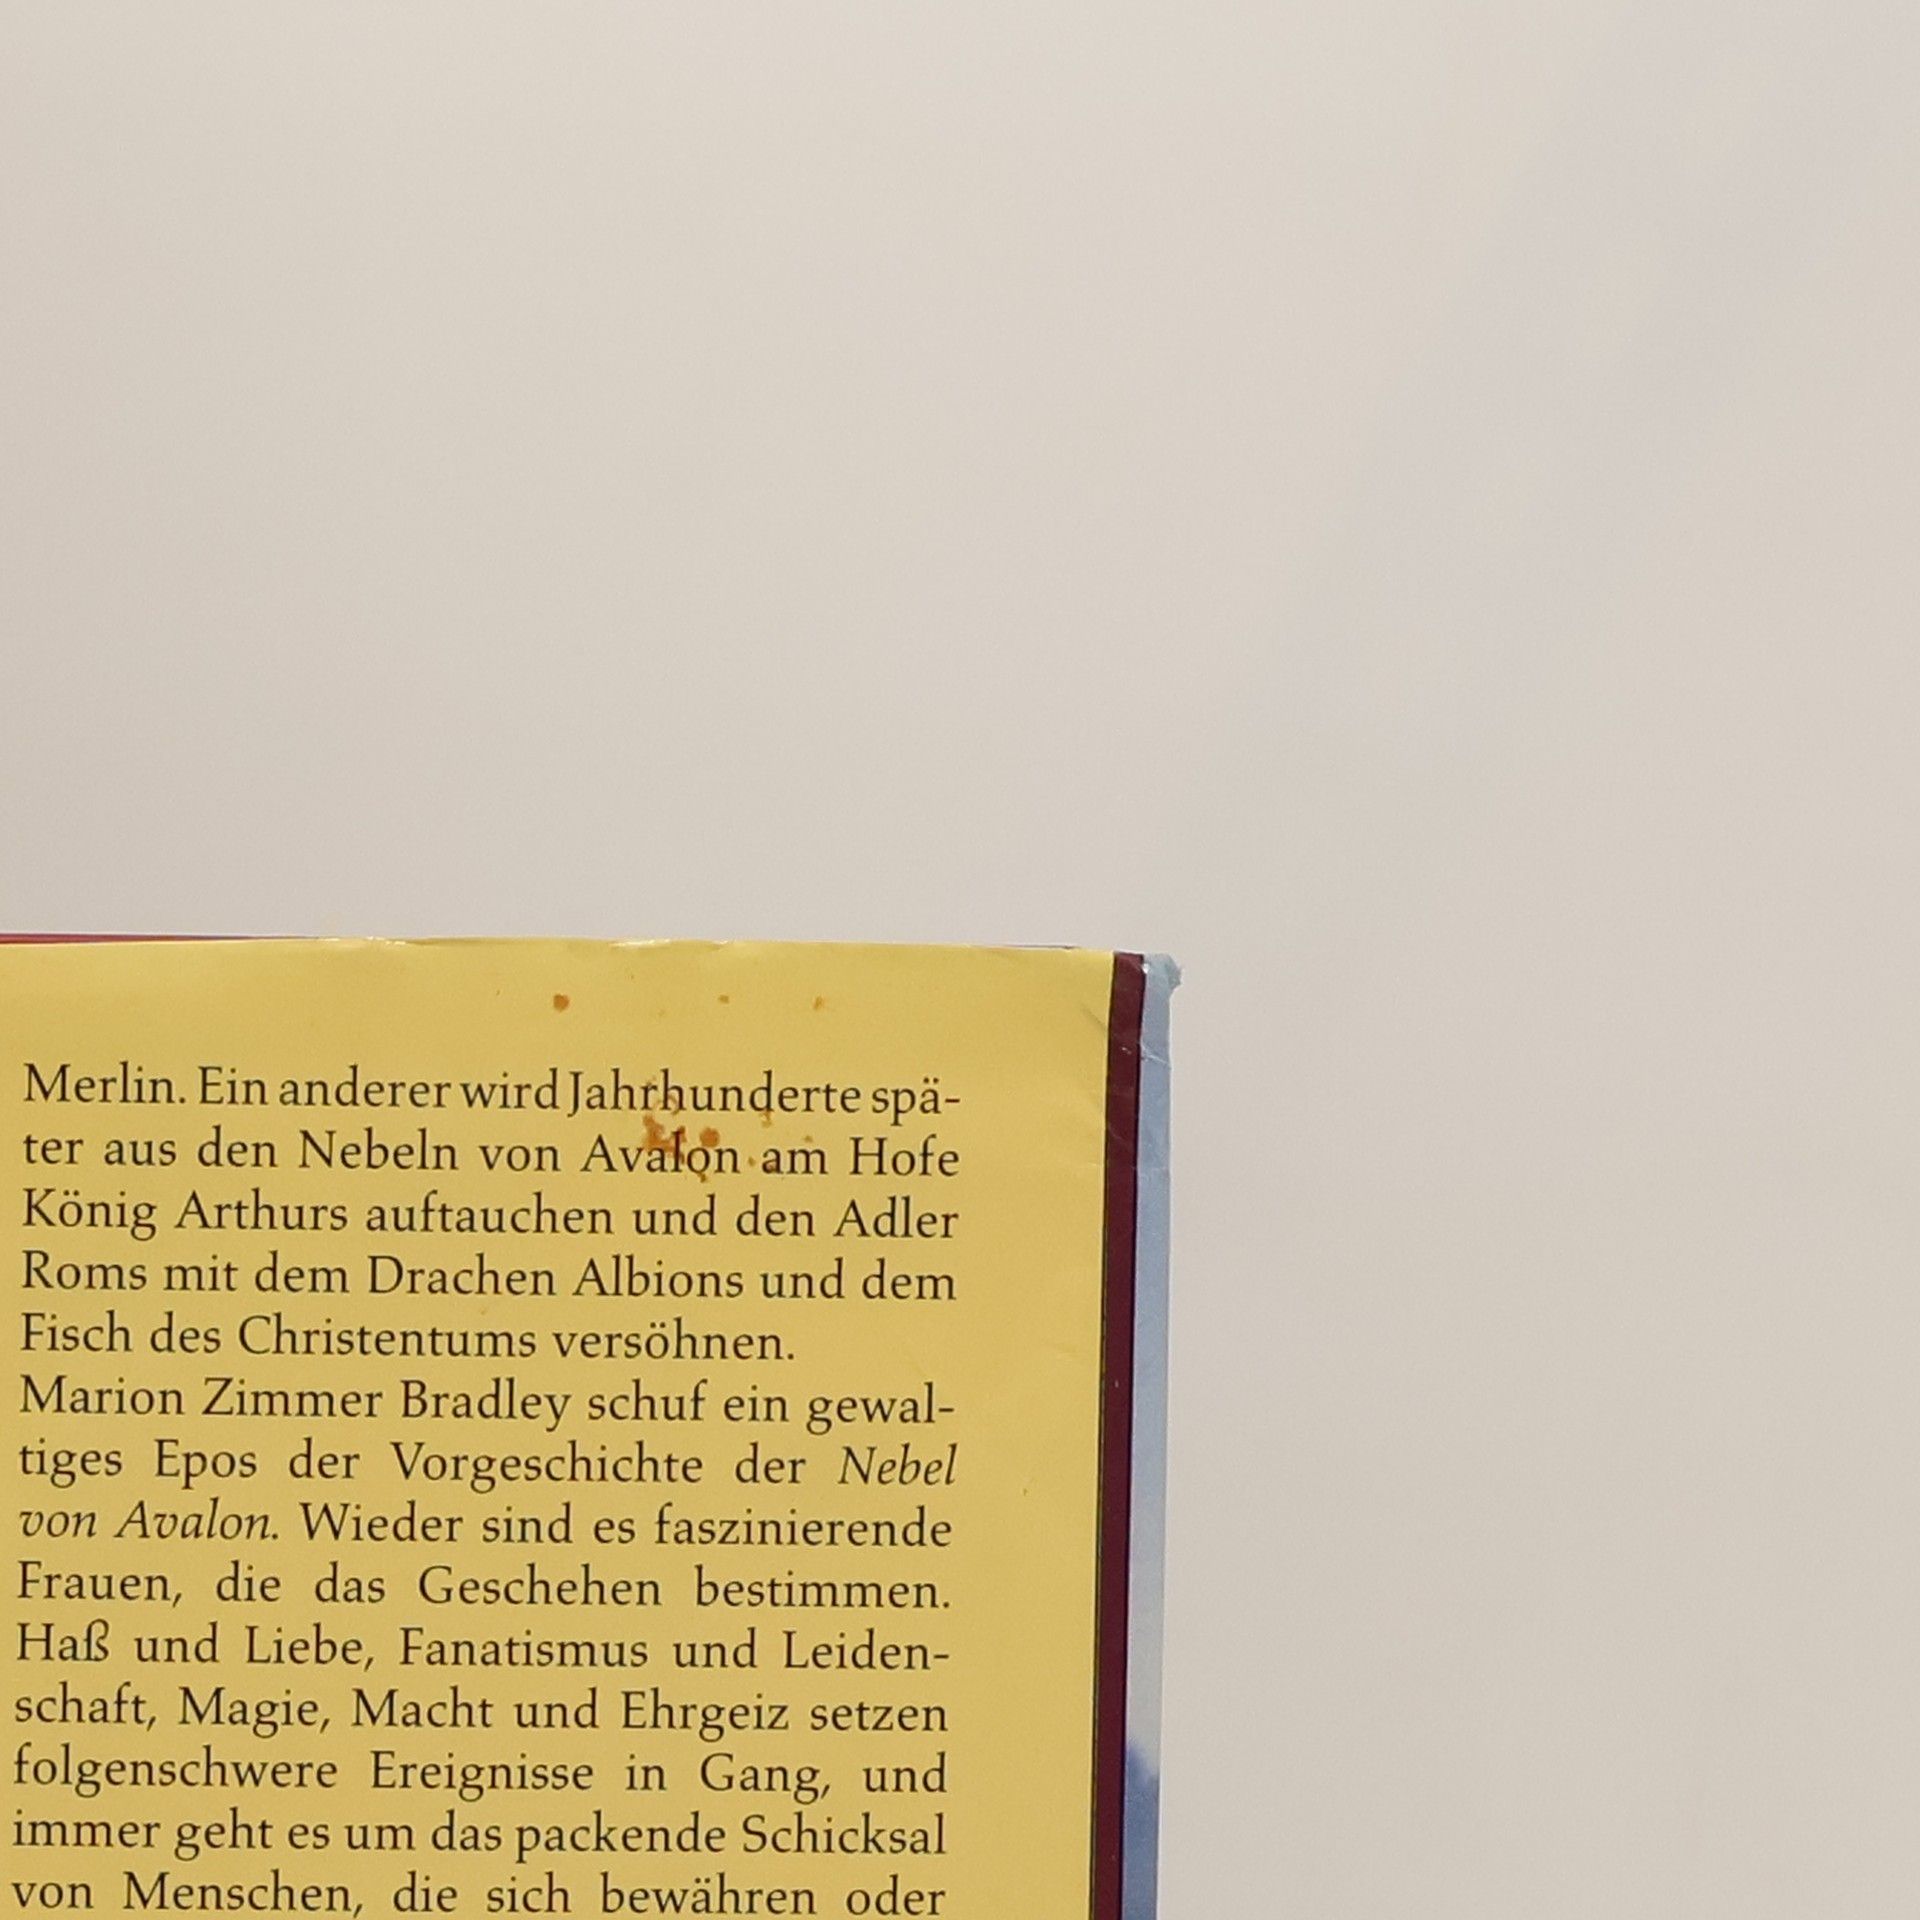 Merlin. Ein anderer wird Jahrhunderte spä-
ter aus den Nebeln von Avalon am Hofe
König Arthurs auftauchen und den Adler
Roms mit dem Drachen Albions und dem
Fisch des Christentums versöhnen.
Marion Zimmer Bradley schuf ein gewal-
tiges Epos der Vorgeschichte der Nebel
von Avalon. Wieder sind es faszinierende
Frauen, die das Geschehen bestimmen.
Haß und Liebe, Fanatismus und Leiden-
schaft, Magie, Macht und Ehrgeiz setzen
folgenschwere Ereignisse in Gang, und
immer geht es um das packende Schicksal
von Menschen, die sich bewähren oder